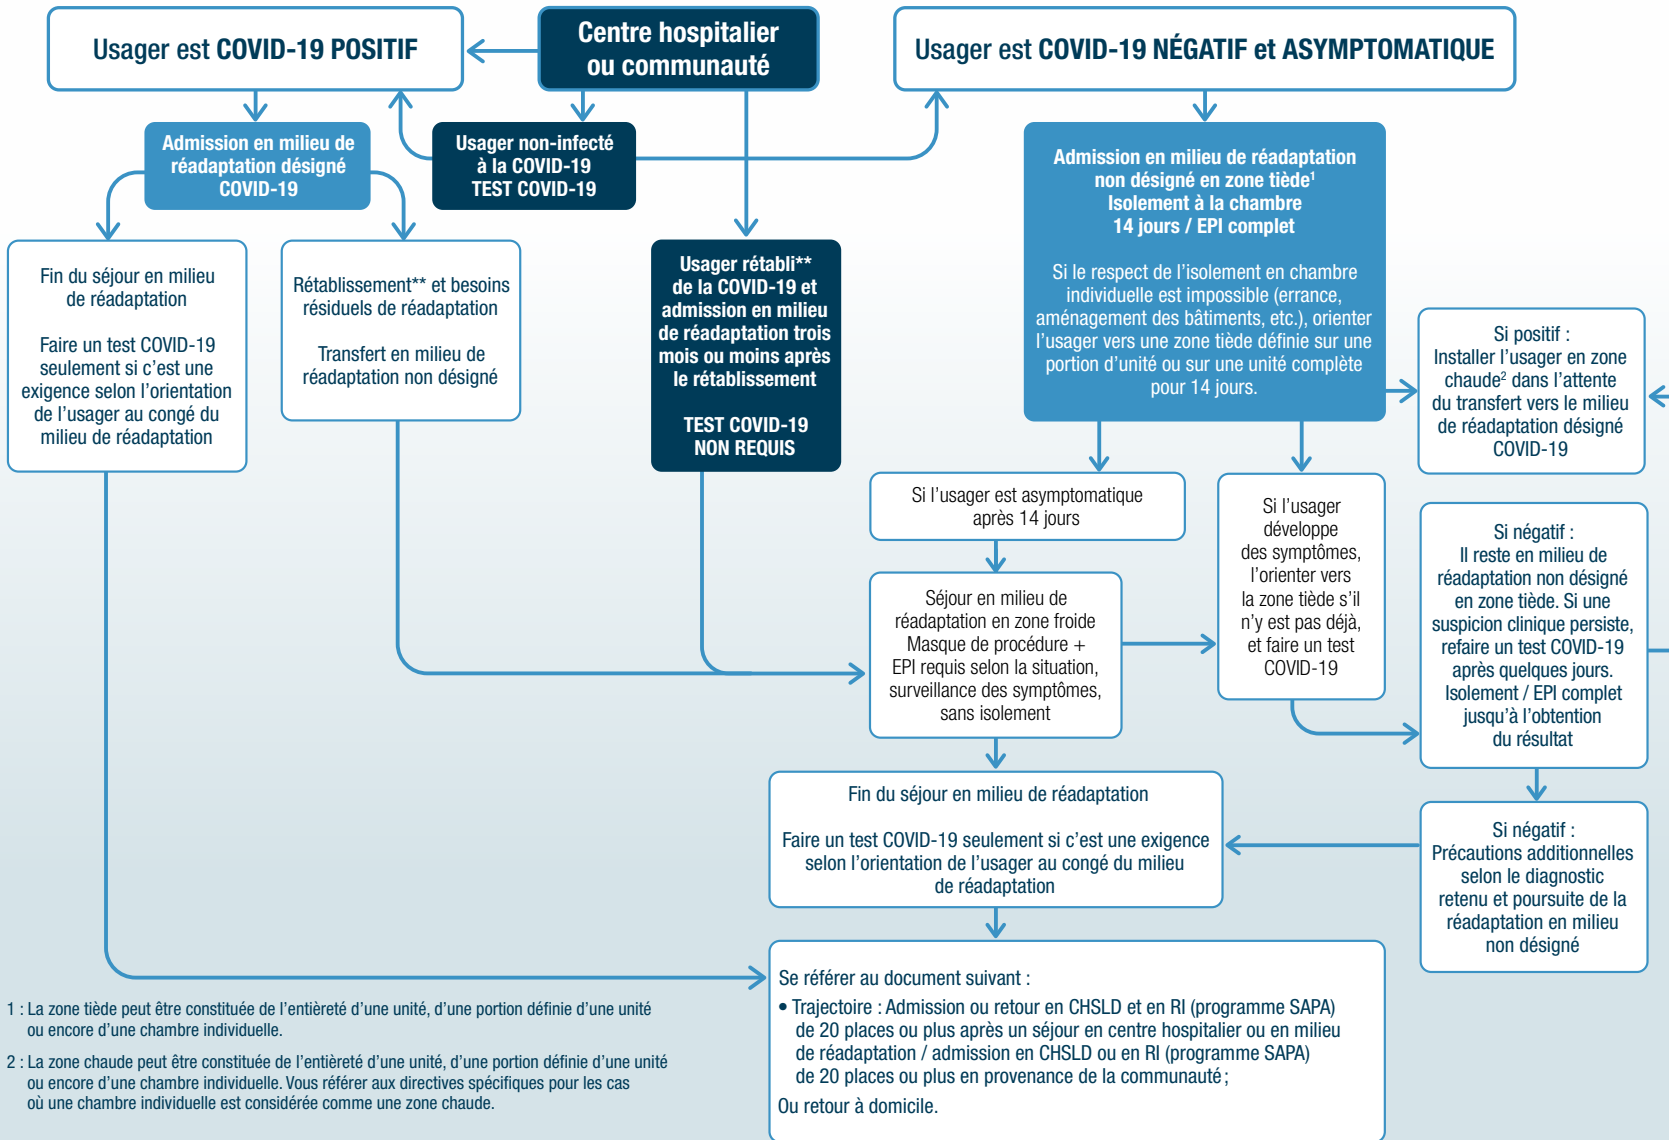 Usager est COVID-19 POSITIF
Centre hospitalier
ou communauté
Usager est COVID-19 NÉGATIF et ASYMPTOMATIQUE
Admission en milieu de
réadaptation désigné
COVID-19
Usager non-infecté
à la COVID-19
TEST COVID-19
Admission en milieu de réadaptation
non désigné en zone tiède1
Isolement à la chambre
14 jours / EPI complet
Si le respect de l'isolement en chambre
individuelle est impossible (errance,
aménagement des bâtiments, etc.), orienter
l'usager vers une zone tiède définie sur une
portion d'unité ou sur une unité complète
pour 14 jours.
Fin du séjour en milieu
de réadaptation
Faire un test COVID-19
seulement si c'est une
exigence selon l'orientation
de l'usager au congé du
milieu de réadaptation
Rétablissement** et besoins
résiduels de réadaptation
Transfert en milieu de
réadaptation non désigné
Usager rétabli**
de la COVID-19 et
admission en milieu
de réadaptation trois
mois ou moins après
le rétablissement
TEST COVID-19
NON REQUIS
Si positif :
Installer l'usager en zone
chaude2 dans l'attente
du transfert vers le milieu
de réadaptation désigné
COVID-19
Si l'usager est asymptomatique
après 14 jours
Si l'usager
développe
des symptômes,
l'orienter vers
la zone tiède s'il
n'y est pas déjà,
et faire un test
COVID-19
Si négatif :
Il reste en milieu de
réadaptation non désigné
en zone tiède. Si une
suspicion clinique persiste,
refaire un test COVID-19
après quelques jours.
Isolement / EPI complet
jusqu'à l'obtention
du résultat
Séjour en milieu de
réadaptation en zone froide
Masque de procédure +
EPI requis selon la situation,
surveillance des symptômes,
sans isolement
Fin du séjour en milieu de réadaptation
Faire un test COVID-19 seulement si c'est une exigence
selon l'orientation de l'usager au congé du milieu
de réadaptation
Si négatif :
Précautions additionnelles
selon le diagnostic
retenu et poursuite de la
réadaptation en milieu
non désigné
Se référer au document suivant :
• Trajectoire : Admission ou retour en CHSLD et en RI (programme SAPA)
de 20 places ou plus après un séjour en centre hospitalier ou en milieu
de réadaptation / admission en CHSLD ou en RI (programme SAPA)
de 20 places ou plus en provenance de la communauté ;
Ou retour à domicile.
1 : La zone tiède peut être constituée de l'entièreté d'une unité, d'une portion définie d'une unité
ou encore d'une chambre individuelle.
2 : La zone chaude peut être constituée de l'entièreté d'une unité, d'une portion définie d'une unité
ou encore d'une chambre individuelle. Vous référer aux directives spécifiques pour les cas
où une chambre individuelle est considérée comme une zone chaude.